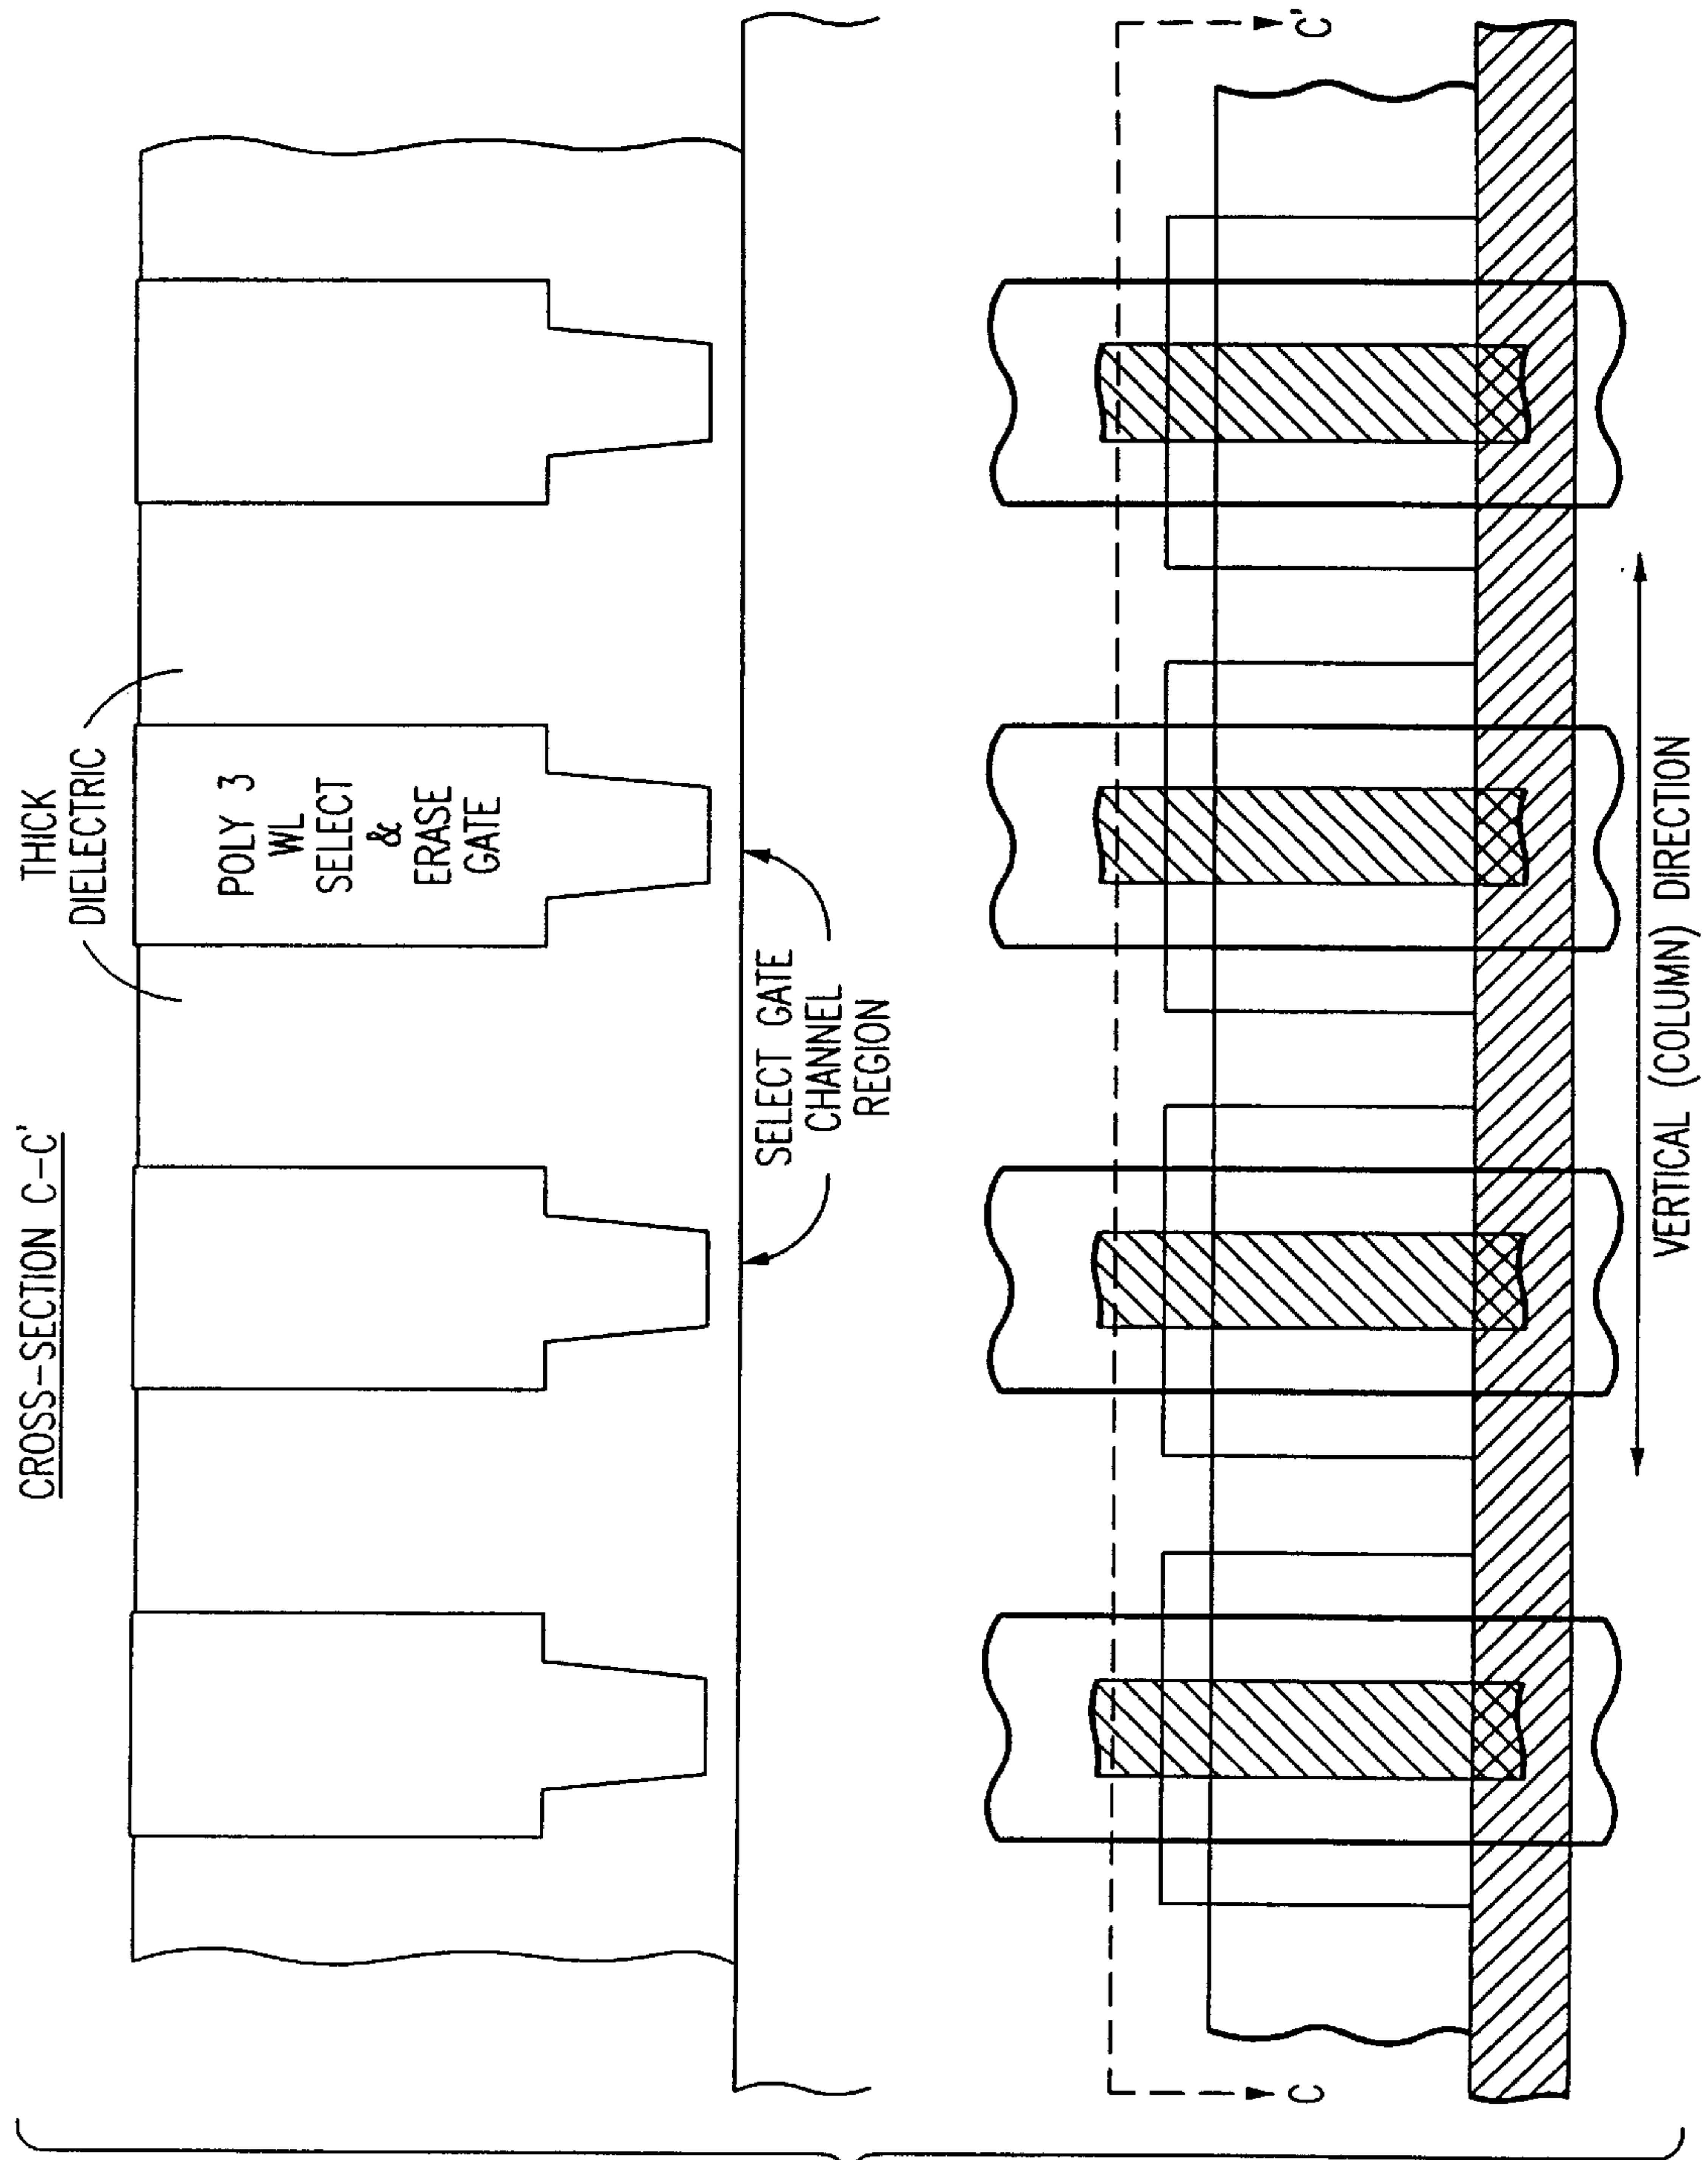 CROSS-SECTION C-C'
THICK
DIELECTRIC
POLY 3
WL
SELECT
&
ERASE
GATE
SELECT GATE
CHANNEL
REGION
C
C'
VERTICAL (COLUMN) DIRECTION